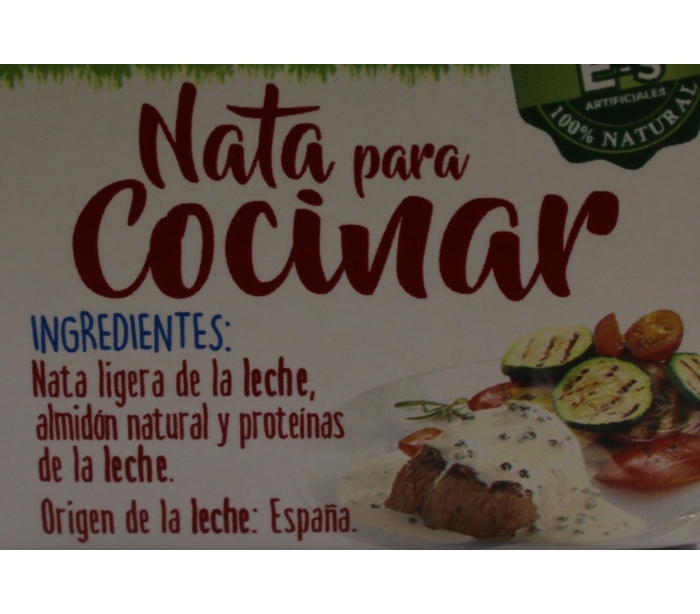 E-s
ARTIFICIALES
100% NATURAL
Nata para
Cocinar
INGREDIENTES:
Nata ligera de la leche,
almidón natural y proteínas
de la leche.
Origen de la leche: España.